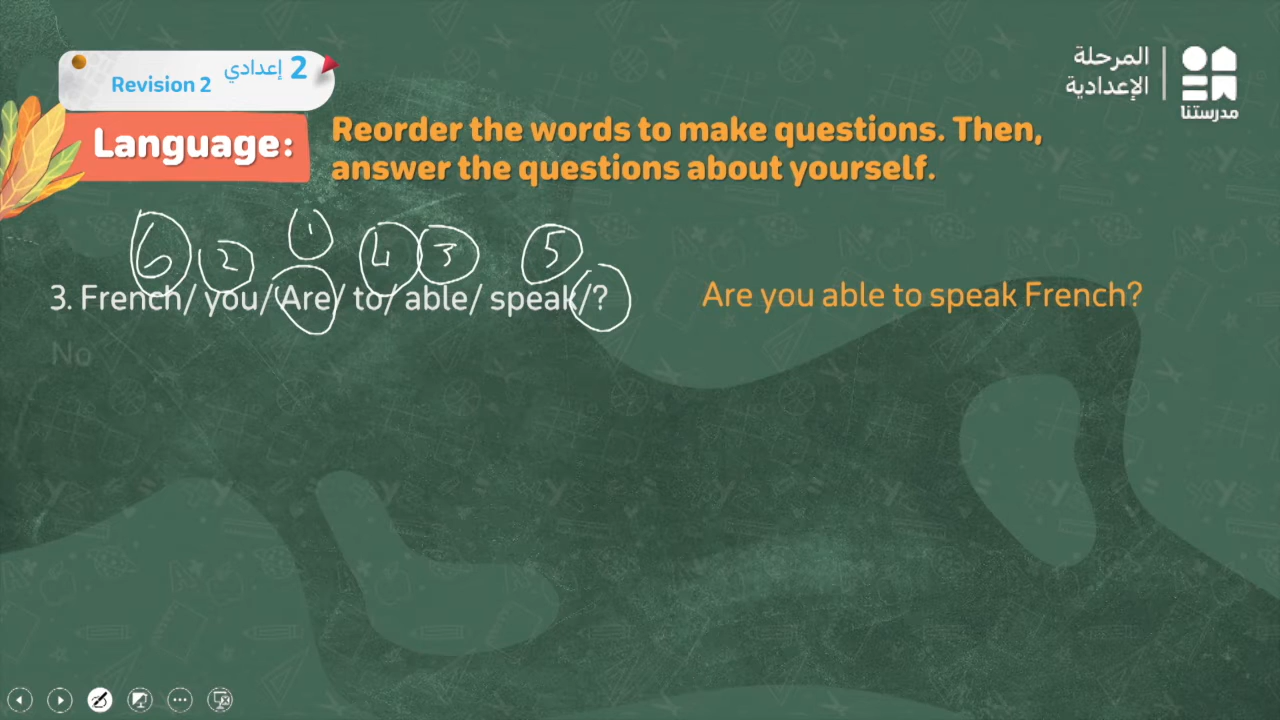 2 إعدادي
Revision 2
المرحلة
الإعدادية
مدرستنا
Language:
Reorder the words to make questions. Then,
answer the questions about yourself.
6 2 1 4 3 5
3. French/ you/ Are/ to/ able/ speak/?
Are you able to speak French?
No